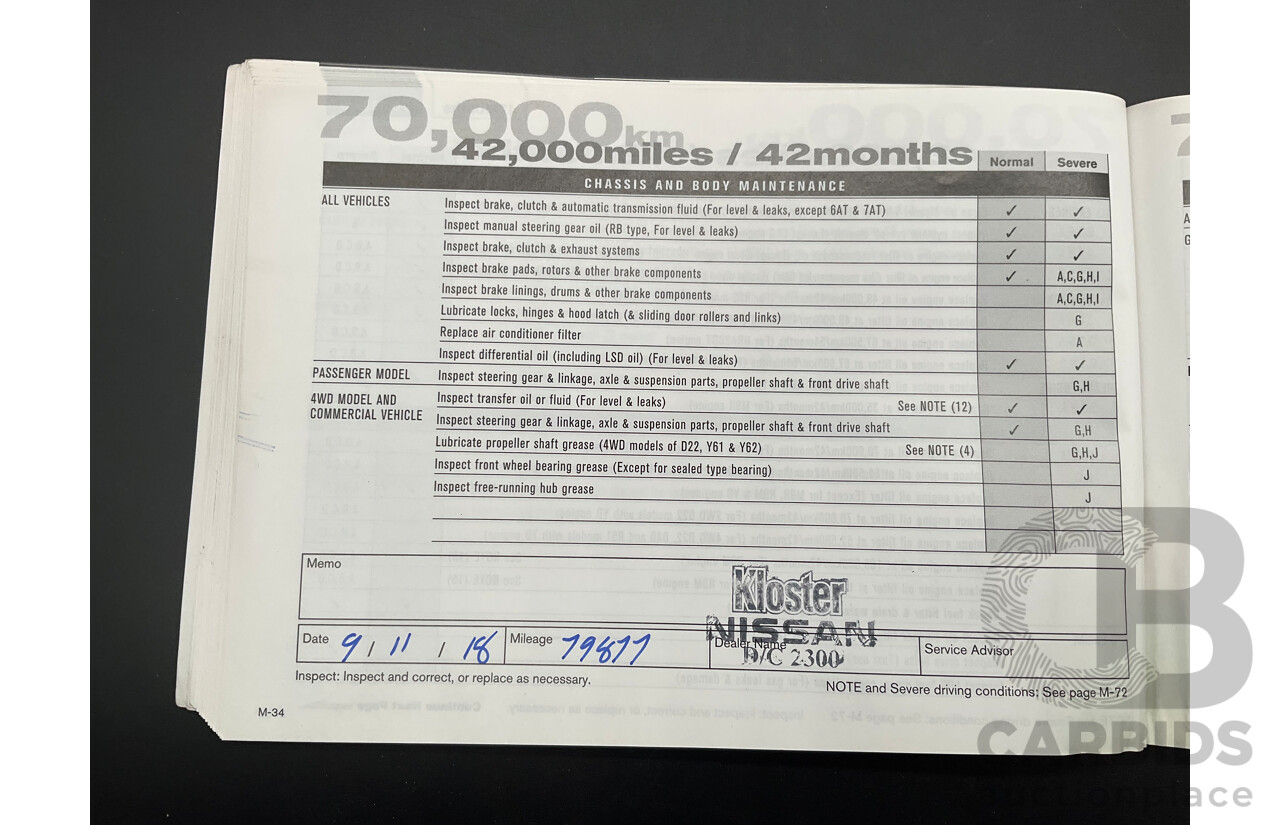 70,000km
42,000miles / 42months Normal Severe
CHASSIS AND BODY MAINTENANCE
ALL VEHICLES Inspect brake, clutch & automatic transmission fluid (For level & leaks, except 6AT & 7AT) ✓ ✓
Inspect manual steering gear oil (RB type, For level & leaks) ✓ ✓
Inspect brake, clutch & exhaust systems ✓ ✓
Inspect brake pads, rotors & other brake components ✓ A,C,G,H,I
Inspect brake linings, drums & other brake components A,C,G,H,I
Lubricate locks, hinges & hood latch (& sliding door rollers and links) G
Replace air conditioner filter A
Inspect differential oil (including LSD oil) (For level & leaks) ✓ ✓
PASSENGER MODEL Inspect steering gear & linkage, axle & suspension parts, propeller shaft & front drive shaft G,H
4WD MODEL AND Inspect transfer oil or fluid (For level & leaks) See NOTE (12) ✓ ✓
COMMERCIAL VEHICLE Inspect steering gear & linkage, axle & suspension parts, propeller shaft & front drive shaft ✓ G,H
Lubricate propeller shaft grease (4WD models of D22, Y61 & Y62) See NOTE (4) G,H,J
Inspect front wheel bearing grease (Except for sealed type bearing) J
Inspect free-running hub grease J
Memo
Kloster
NISSAN
Date 9 / 11 / 18 Mileage 79877 Dealer Name Service Advisor
D/C 2300
Inspect: Inspect and correct, or replace as necessary.
NOTE and Severe driving conditions: See page M-72
M-34
CARBIDS
auctionplace